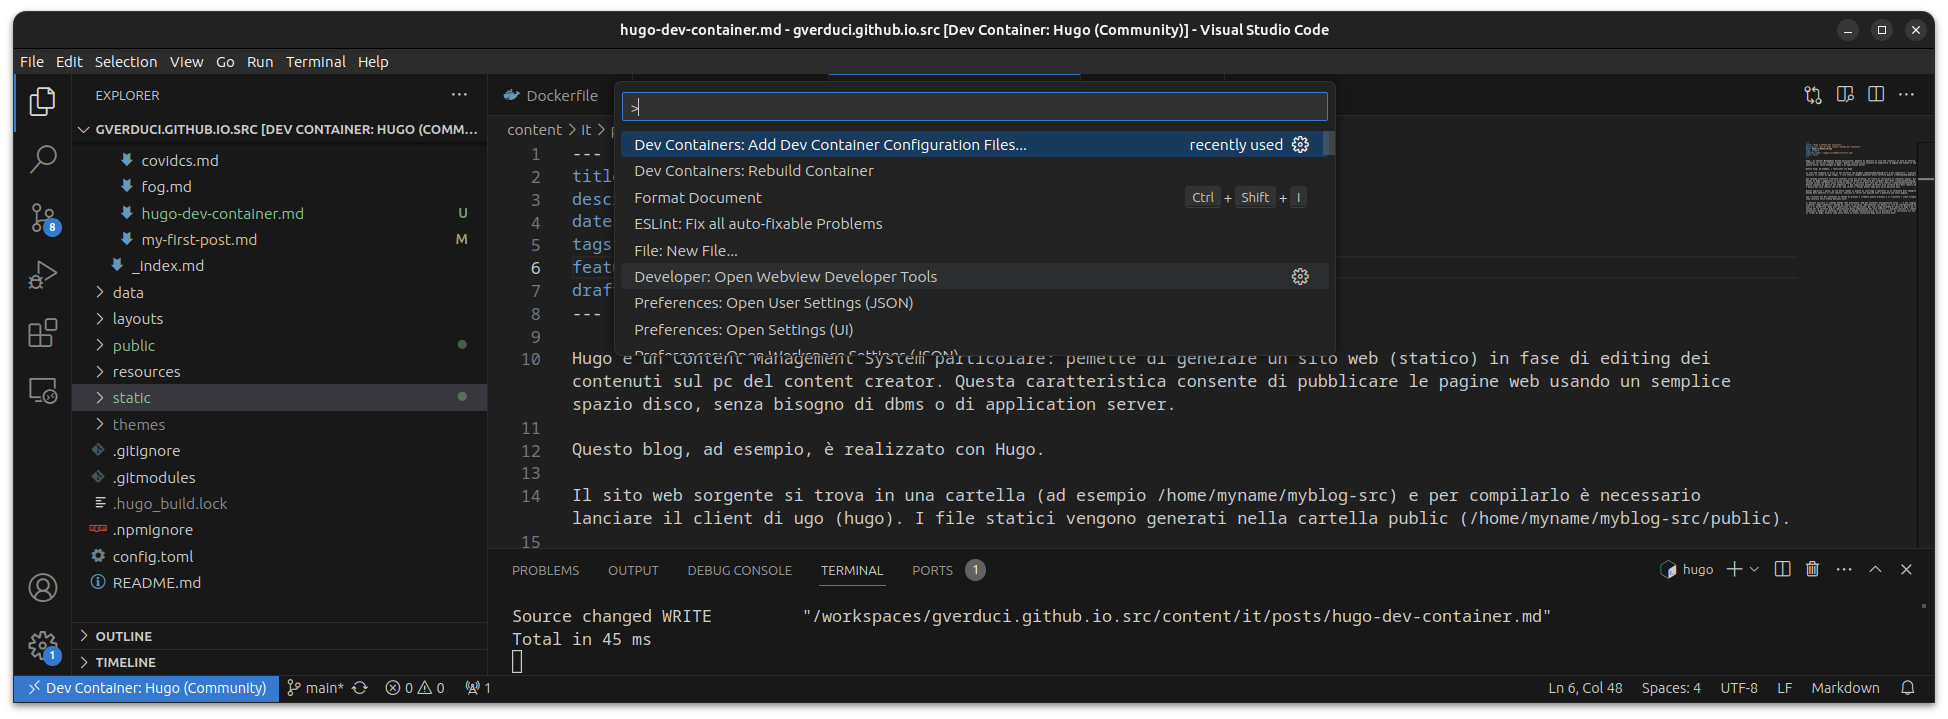 hugo-dev-container.md - gverduci.github.io.src [Dev Container: Hugo (Community)] - Visual Studio Code
File Edit Selection View Go Run Terminal Help
EXPLORER
GVERDUCI.GITHUB.IO.SRC [DEV CONTAINER: HUGO (COMM...
covidcs.md
fog.md
hugo-dev-container.md U
my-first-post.md M
_index.md
data
layouts
public
resources
static
themes
.gitignore
.gitmodules
.hugo_build.lock
.npmignore
config.toml
README.md
OUTLINE
TIMELINE
8
1
Dockerfile
content > it >
>
Dev Containers: Add Dev Container Configuration Files... recently used
Dev Containers: Rebuild Container
Format Document Ctrl + Shift + I
ESLint: Fix all auto-fixable Problems
File: New File...
Developer: Open Webview Developer Tools
Preferences: Open User Settings (JSON)
Preferences: Open Settings (UI)
Preferences: Open Workspace Settings (JSON)
1 ---
2 titl
3 desc
4 date
5 tags
6 feat
7 draf
8 ---
9
10 Hugo è un Content Management System particolare: pemette di generare un sito web (statico) in fase di editing dei
contenuti sul pc del content creator. Questa caratteristica consente di pubblicare le pagine web usando un semplice
spazio disco, senza bisogno di dbms o di application server.
11
12 Questo blog, ad esempio, è realizzato con Hugo.
13
14 Il sito web sorgente si trova in una cartella (ad esempio /home/myname/myblog-src) e per compilarlo è necessario
lanciare il client di ugo (hugo). I file statici vengono generati nella cartella public (/home/myname/myblog-src/public).
15
PROBLEMS OUTPUT DEBUG CONSOLE TERMINAL PORTS 1 hugo
Source changed WRITE "/workspaces/gverduci.github.io.src/content/it/posts/hugo-dev-container.md"
Total in 45 ms
Dev Container: Hugo (Community) main* 0 0 1 Ln 6, Col 48 Spaces: 4 UTF-8 LF Markdown